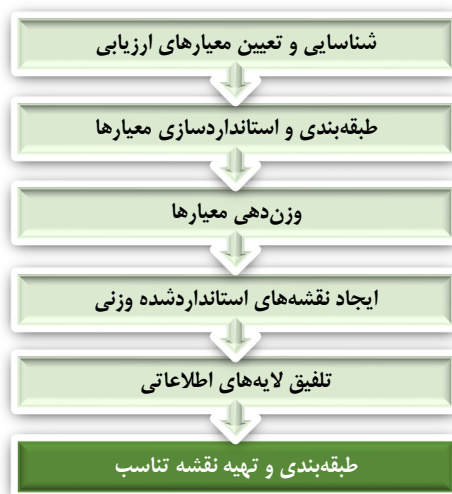 شناسایی و تعیین معیارهای ارزیابی
طبقه‌بندی و استانداردسازی معیارها
وزن‌دهی معیارها
ایجاد نقشه‌های استانداردشده وزنی
تلفیق لایه‌های اطلاعاتی
طبقه‌بندی و تهیه نقشه تناسب